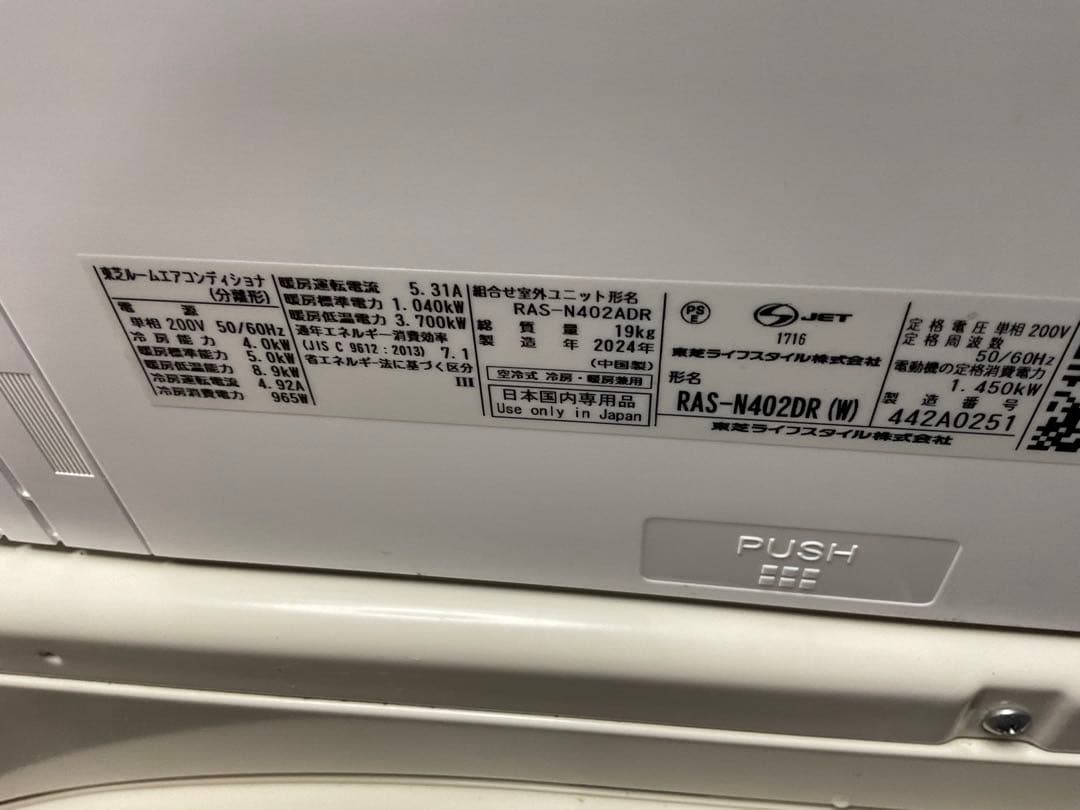 東芝ルームエアコンディショナ
(分離形)
電源
単相200V 50/60Hz
冷房能力 4.0kW
暖房標準能力 5.0kW
暖房低温能力 8.9kW
冷房運転電流 4.92A
冷房消費電力 965W
暖房運転電流 5.31A
暖房標準電力 1.040kW
暖房低温電力 3.700kW
通年エネルギー消費効率
(JIS C 9612:2013) 7.1
省エネルギー法に基づく区分
III
組合せ室外ユニット形名
RAS-N402ADR
総質量 19kg
製造年 2024年
(中国製)
空冷式 冷房・暖房兼用
日本国内専用品
Use only in Japan
PSE
JET
1716
東芝ライフスタイル株式会社
形名
RAS-N402DR(W)
東芝ライフスタイル株式会社
定格電圧 単相200V
定格周波数
50/60Hz
電動機の定格消費電力
1.450kW
製造番号
442A0251
PUSH